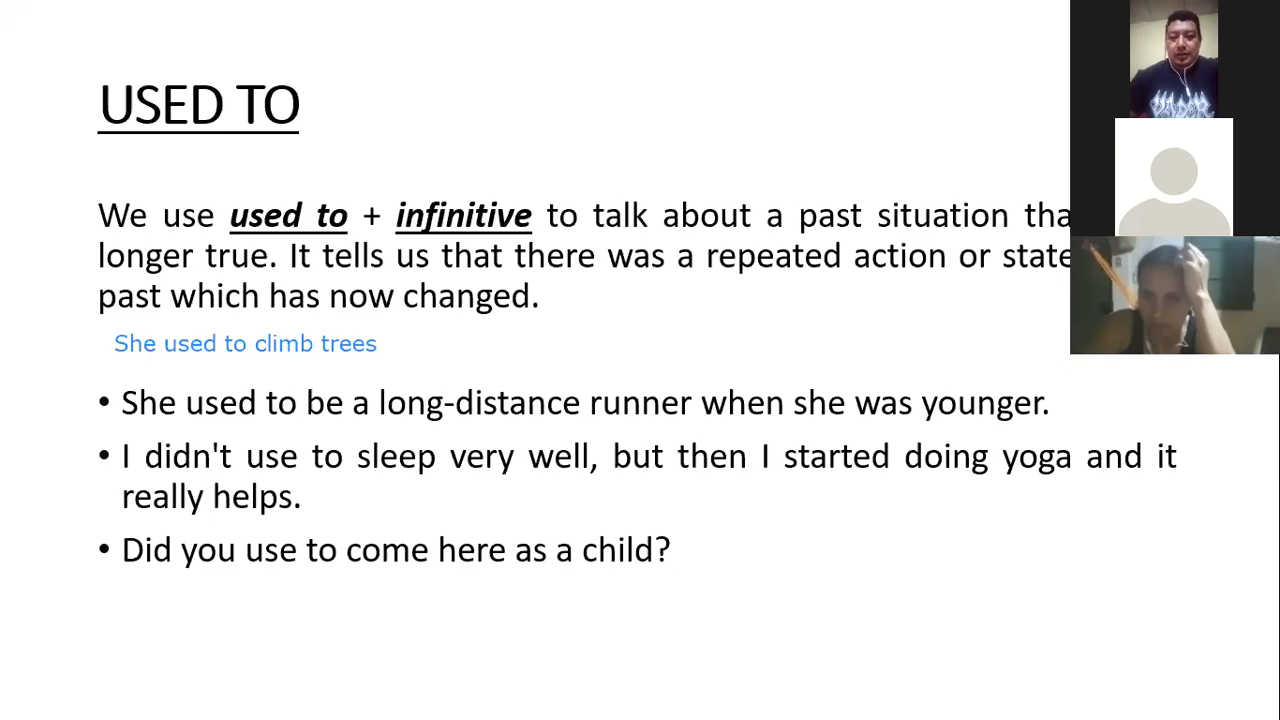 USED TO
We use used to + infinitive to talk about a past situation
longer true. It tells us that there was a repeated action or state
past which has now changed.
She used to climb trees
• She used to be a long-distance runner when she was younger.
• I didn't use to sleep very well, but then I started doing yoga and it
really helps.
• Did you use to come here as a child?
VADER